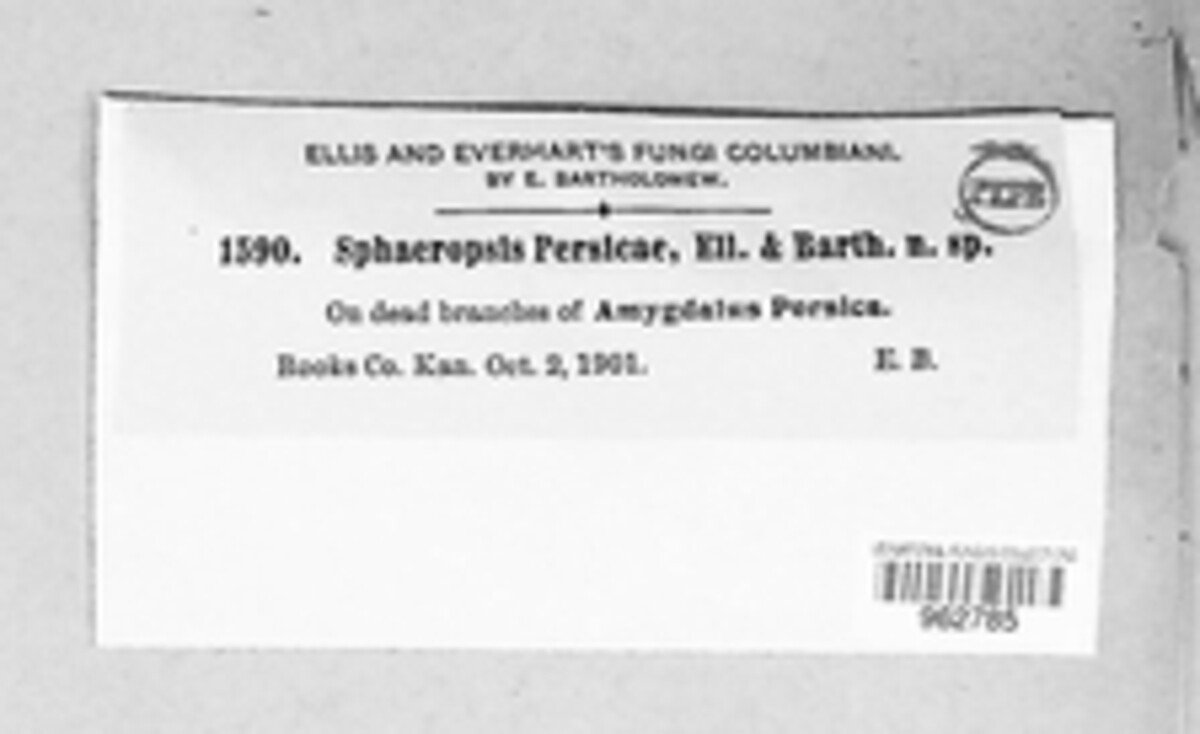 ELLIS AND EVERHART'S FUNGI COLUMBIANI.
BY E. BARTHOLOMEW.
1590. Sphaeropsis Persicae, Ell. & Barth. n. sp.
On dead branches of Amygdalus Persica.
Rooks Co. Kan. Oct. 2, 1901. E. B.
962785